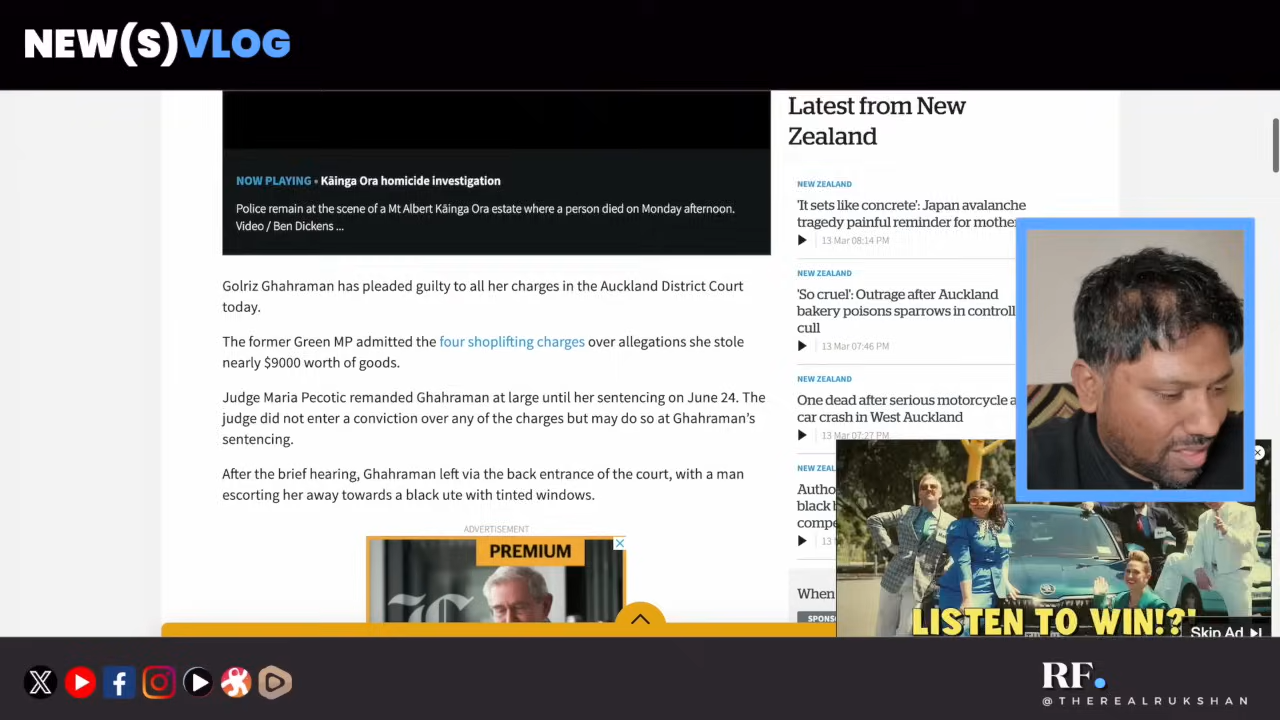 NEW(S)VLOG
NOW PLAYING • Kāinga Ora homicide investigation
Police remain at the scene of a Mt Albert Kāinga Ora estate where a person died on Monday afternoon.
Video / Ben Dickens ...
Golriz Ghahraman has pleaded guilty to all her charges in the Auckland District Court
today.
The former Green MP admitted the four shoplifting charges over allegations she stole
nearly $9000 worth of goods.
Judge Maria Pecotic remanded Ghahraman at large until her sentencing on June 24. The
judge did not enter a conviction over any of the charges but may do so at Ghahraman's
sentencing.
After the brief hearing, Ghahraman left via the back entrance of the court, with a man
escorting her away towards a black ute with tinted windows.
ADVERTISEMENT
PREMIUM
Latest from New
Zealand
NEW ZEALAND
'It sets like concrete': Japan avalanche
tragedy painful reminder for
13 Mar 08:14 PM
NEW ZEALAND
'So cruel': Outrage after Auckland
bakery poisons sparrows in
cull
13 Mar 07:46 PM
NEW ZEALAND
One dead after serious motorcycle
car crash in West Auckland
13 Mar 07:27 PM
When
LISTEN TO WIN!?'
Skip Ad
RF.
@THEREALRUKSHAN